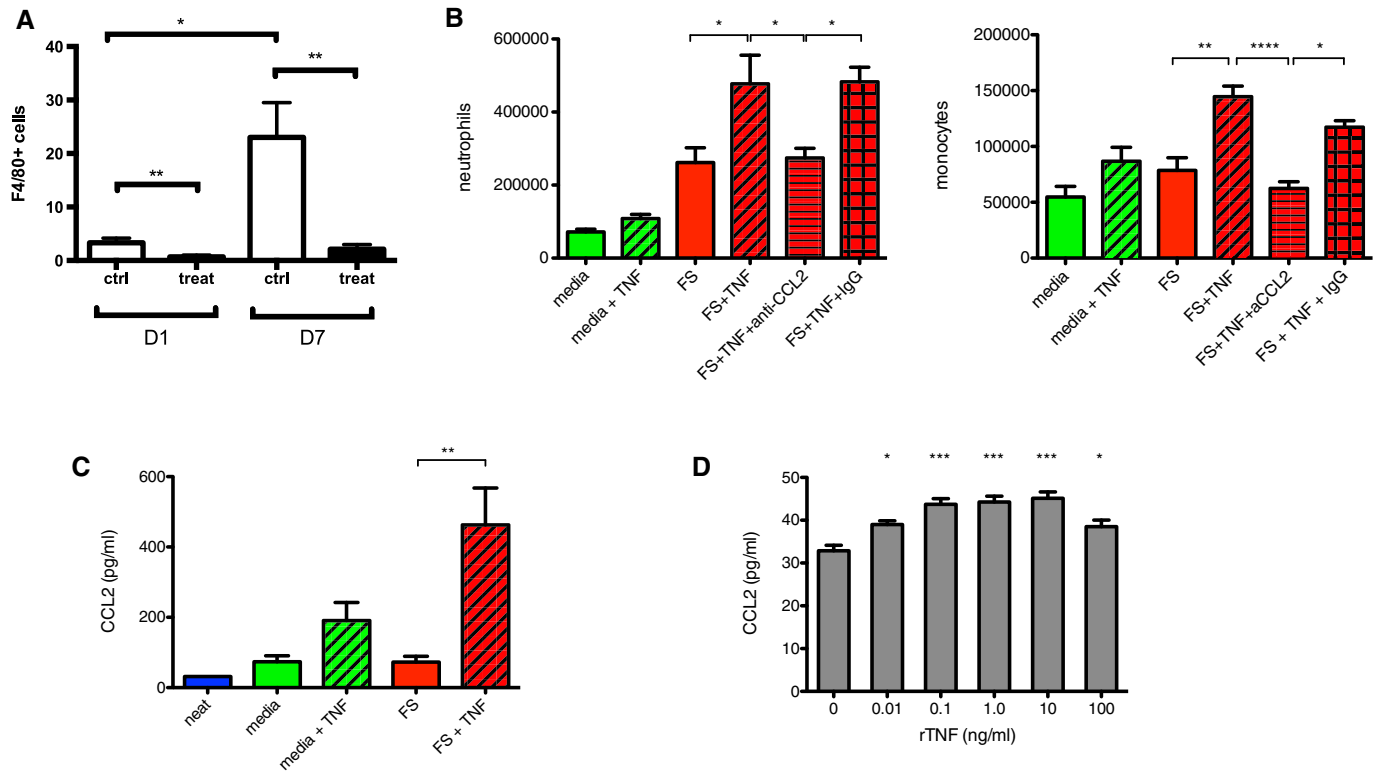 A
*
**
**
F4/80+ cells
40
30
20
10
0
ctrl
treat
ctrl
treat
D1
D7
B
*
*
*
neutrophils
600000
400000
200000
0
media
media + TNF
FS
FS+TNF
FS+TNF+anti-CCL2
FS+TNF+IgG
**
****
*
monocytes
200000
150000
100000
50000
0
media
media + TNF
FS
FS+TNF
FS+TNF+aCCL2
FS + TNF + IgG
C
**
CCL2 (pg/ml)
600
400
200
0
neat
media
media + TNF
FS
FS + TNF
D
*
***
***
***
*
CCL2 (pg/ml)
50
40
30
20
10
0
0
0.01
0.1
1.0
10
100
rTNF (ng/ml)